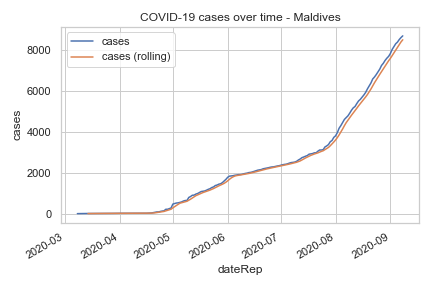 COVID-19 cases over time - Maldives
cases
cases (rolling)
8000
6000
4000
2000
0
cases
2020-03
2020-04
2020-05
2020-06
2020-07
2020-08
2020-09
dateRep